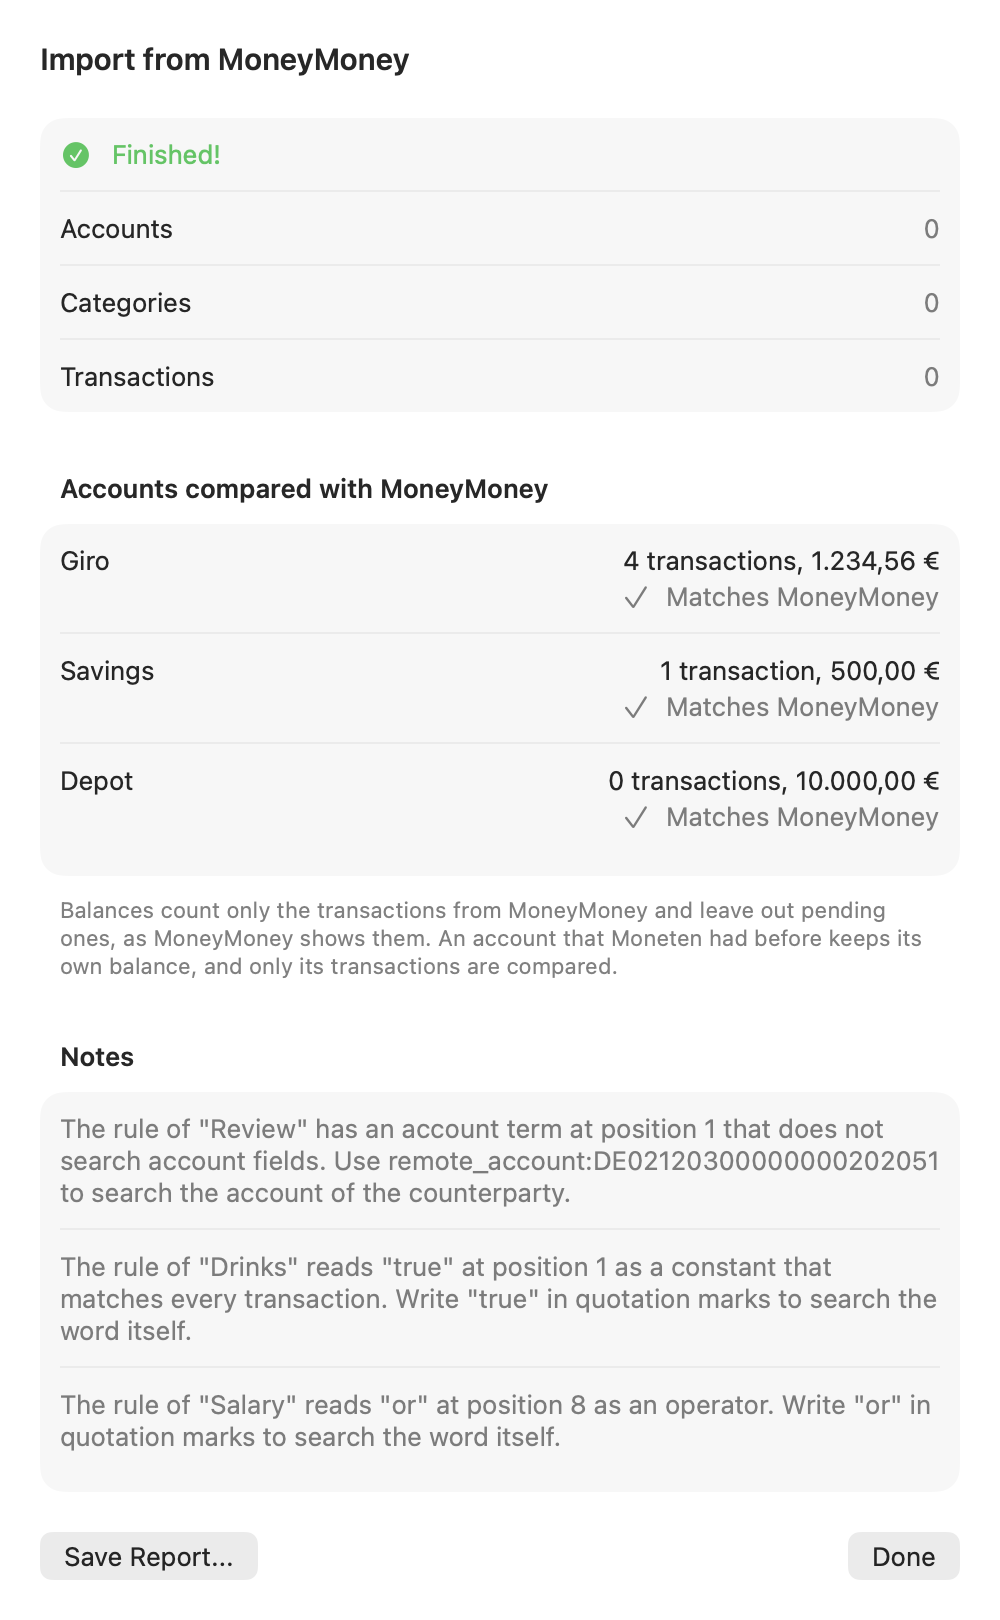 Import from MoneyMoney
Finished!
Accounts 0
Categories 0
Transactions 0
Accounts compared with MoneyMoney
Giro 4 transactions, 1.234,56 €
Matches MoneyMoney
Savings 1 transaction, 500,00 €
Matches MoneyMoney
Depot 0 transactions, 10.000,00 €
Matches MoneyMoney
Balances count only the transactions from MoneyMoney and leave out pending
ones, as MoneyMoney shows them. An account that Moneten had before keeps its
own balance, and only its transactions are compared.
Notes
The rule of "Review" has an account term at position 1 that does not
search account fields. Use remote_account:DE02120300000000202051
to search the account of the counterparty.
The rule of "Drinks" reads "true" at position 1 as a constant that
matches every transaction. Write "true" in quotation marks to search the
word itself.
The rule of "Salary" reads "or" at position 8 as an operator. Write "or" in
quotation marks to search the word itself.
Save Report... Done